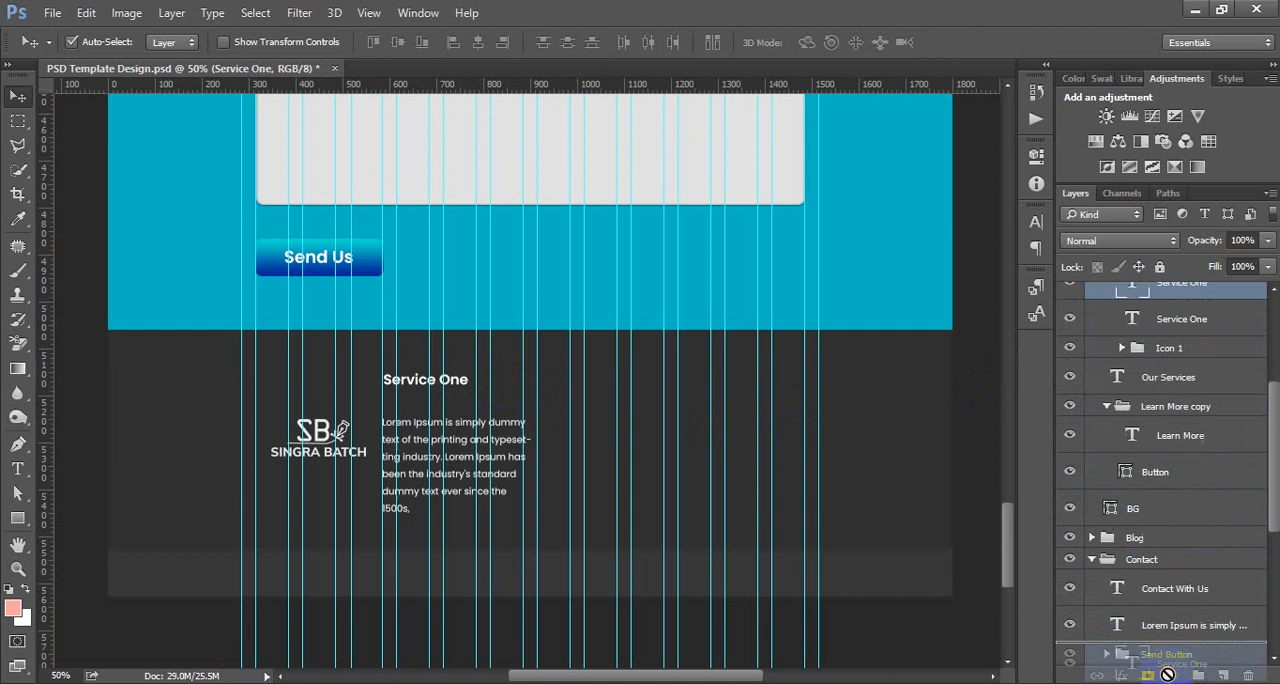 Ps File Edit Image Layer Type Select Filter 3D View Window Help
Auto-Select: Layer Show Transform Controls 3D Mode: Essentials
PSD Template Design.psd @ 50% (Service One, RGB/8) * ×
Color Swat Libra Adjustments Styles
100 0 100 200 300 400 500 600 700 800 900 1000 1100 1200 1300 1400 1500 1600 1700 1800
Add an adjustment
Layers Channels Paths
Kind
Normal Opacity: 100%
Lock: Fill: 100%
Send Us
Service One
Service One
Icon 1
Our Services
Learn More copy
Learn More
Button
BG
Blog
Contact
Contact With Us
Lorem Ipsum is simply ...
Send Button
Service One
Service One
SB
SINGRA BATCH
Lorem Ipsum is simply dummy
text of the printing and typeset-
ting industry. Lorem Ipsum has
been the industry's standard
dummy text ever since the
1500s,
50% Doc: 29.0M/25.5M